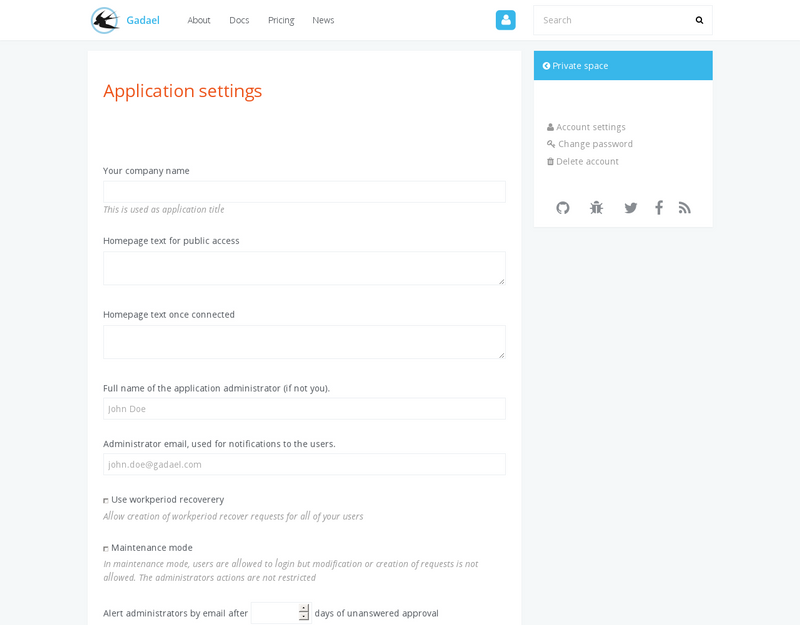 Gadael
About
Docs
Pricing
News
Search
Application settings
Your company name
This is used as application title
Homepage text for public access
Homepage text once connected
Full name of the application administrator (if not you).
John Doe
Administrator email, used for notifications to the users.
john.doe@gadael.com
Use workperiod recoverery
Allow creation of workperiod recover requests for all of your users
Maintenance mode
In maintenance mode, users are allowed to login but modification or creation of requests is not
allowed. The administrators actions are not restricted
Alert administrators by email after days of unanswered approval
Private space
Account settings
Change password
Delete account